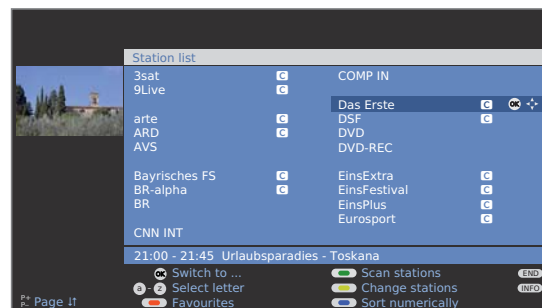 Station list
3sat C
9Live C
arte C
ARD C
AVS
Bayrisches FS C
BR-alpha C
BR
CNN INT
COMP IN
Das Erste C OK
DSF C
DVD
DVD-REC
EinsExtra C
EinsFestival C
EinsPlus C
Eurosport C
21:00 - 21:45 Urlaubsparadies - Toskana
OK Switch to ...
a - z Select letter
Favourites
Scan stations END
Change stations INFO
Sort numerically
P+ P- Page